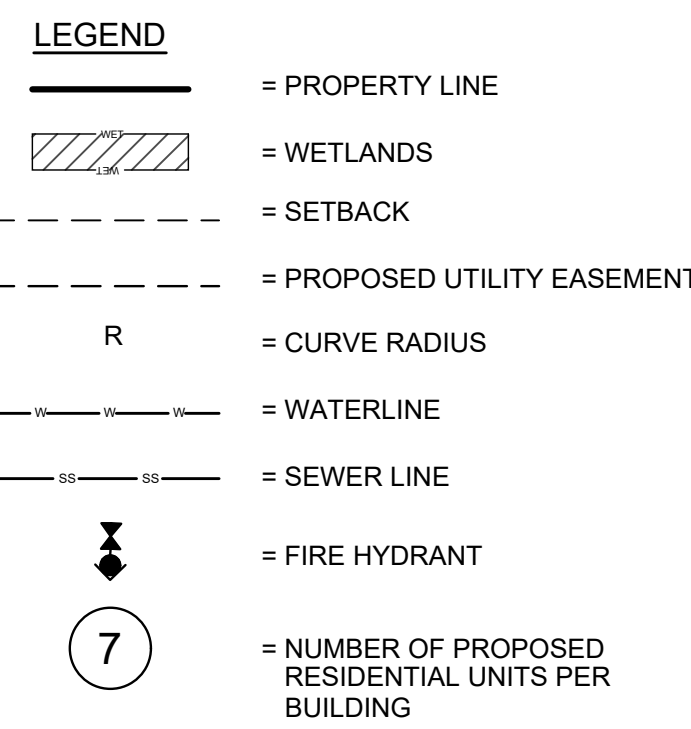 LEGEND
= PROPERTY LINE
WET
WET
= WETLANDS
= SETBACK
= PROPOSED UTILITY EASEMENT
R = CURVE RADIUS
W W W = WATERLINE
SS SS = SEWER LINE
= FIRE HYDRANT
7 = NUMBER OF PROPOSED
RESIDENTIAL UNITS PER
BUILDING